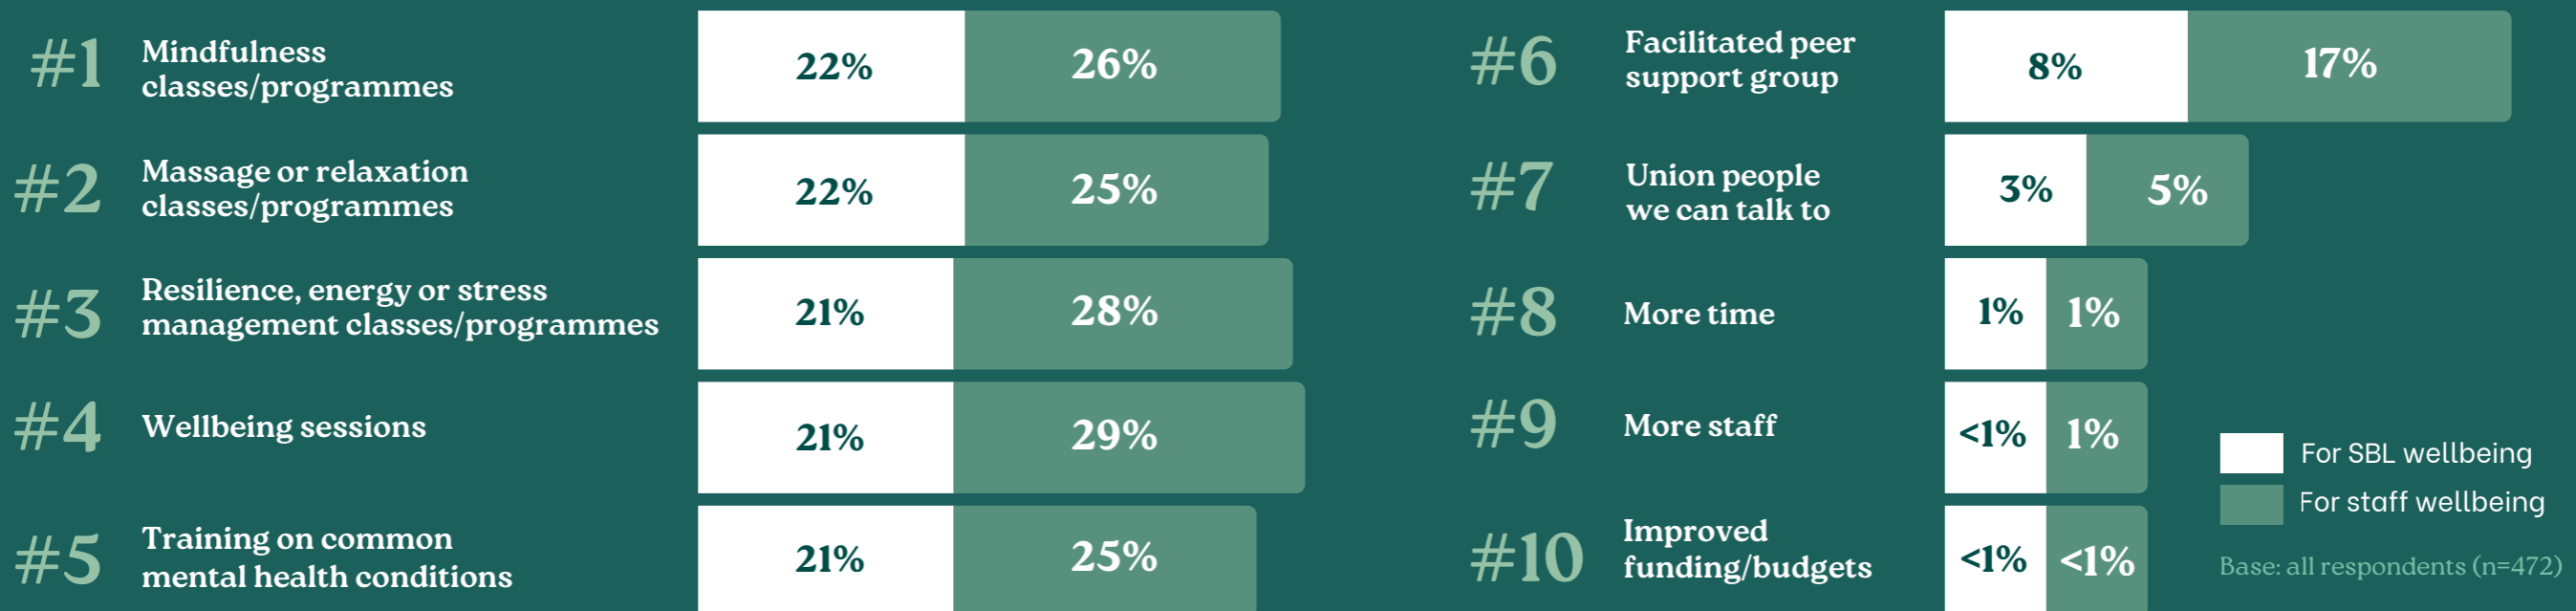 #1
Mindfulness
classes/programmes
22%
26%
#2
Massage or relaxation
classes/programmes
22%
25%
#3
Resilience, energy or stress
management classes/programmes
21%
28%
#4
Wellbeing sessions
21%
29%
#5
Training on common
mental health conditions
21%
25%
#6
Facilitated peer
support group
8%
17%
#7
Union people
we can talk to
3%
5%
#8
More time
1%
1%
#9
More staff
<1%
1%
#10
Improved
funding/budgets
<1%
<1%
For SBL wellbeing
For staff wellbeing
Base: all respondents (n=472)